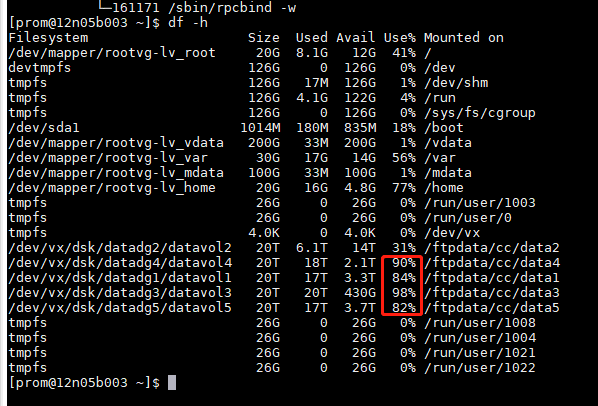 └─161171 /sbin/rpcbind -w
[prom@12n05b003 ~]$ df -h
Filesystem                     Size  Used Avail Use% Mounted on
/dev/mapper/rootvg-lv_root      20G  8.1G   12G  41% /
devtmpfs                       126G     0  126G   0% /dev
tmpfs                          126G   17M  126G   1% /dev/shm
tmpfs                          126G  4.1G  122G   4% /run
tmpfs                          126G     0  126G   0% /sys/fs/cgroup
/dev/sda1                     1014M  180M  835M  18% /boot
/dev/mapper/rootvg-lv_vdata    200G   33M  200G   1% /vdata
/dev/mapper/rootvg-lv_var       30G   17G   14G  56% /var
/dev/mapper/rootvg-lv_mdata    100G   33M  100G   1% /mdata
/dev/mapper/rootvg-lv_home      20G   16G  4.8G  77% /home
tmpfs                           26G     0   26G   0% /run/user/1003
tmpfs                           26G     0   26G   0% /run/user/0
tmpfs                          4.0K     0  4.0K   0% /dev/vx
/dev/vx/dsk/datadg2/datavol2    20T  6.1T   14T  31% /ftpdata/cc/data2
/dev/vx/dsk/datadg4/datavol4    20T   18T  2.1T  90% /ftpdata/cc/data4
/dev/vx/dsk/datadg1/datavol1    20T   17T  3.3T  84% /ftpdata/cc/data1
/dev/vx/dsk/datadg3/datavol3    20T   20T  430G  98% /ftpdata/cc/data3
/dev/vx/dsk/datadg5/datavol5    20T   17T  3.7T  82% /ftpdata/cc/data5
tmpfs                           26G     0   26G   0% /run/user/1008
tmpfs                           26G     0   26G   0% /run/user/1004
tmpfs                           26G     0   26G   0% /run/user/1021
tmpfs                           26G     0   26G   0% /run/user/1022
[prom@12n05b003 ~]$